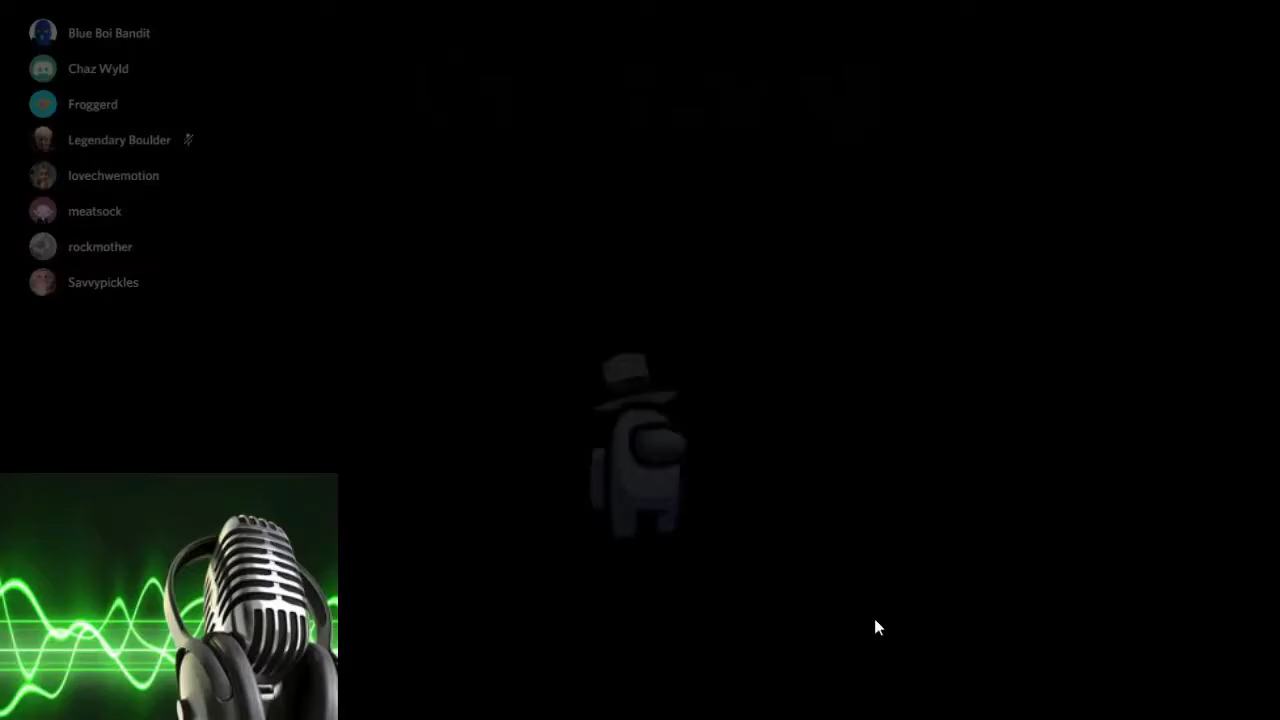 Blue Boi Bandit
Chaz Wyld
Froggerd
Legendary Boulder
lovechwemotion
meatsock
rockmother
Savvypickles